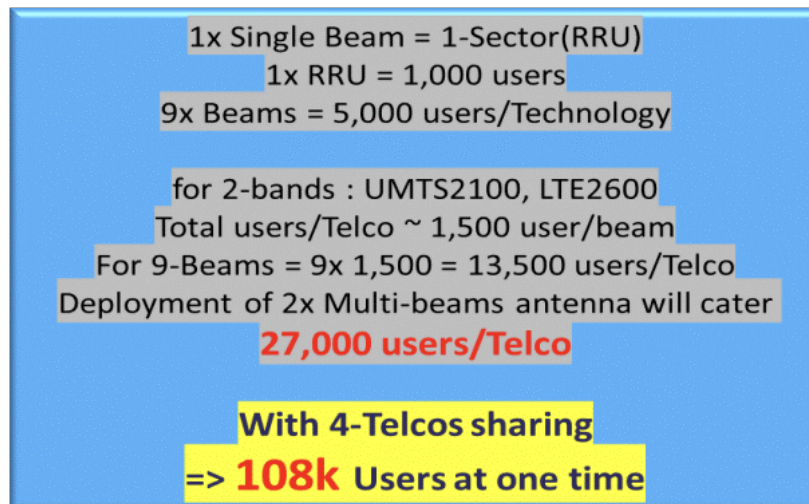 1x Single Beam = 1-Sector(RRU)
1x RRU = 1,000 users
9x Beams = 5,000 users/Technology
for 2-bands : UMTS2100, LTE2600
Total users/Telco ~ 1,500 user/beam
For 9-Beams = 9x 1,500 = 13,500 users/Telco
Deployment of 2x Multi-beams antenna will cater
27,000 users/Telco
With 4-Telcos sharing
=> 108k Users at one time